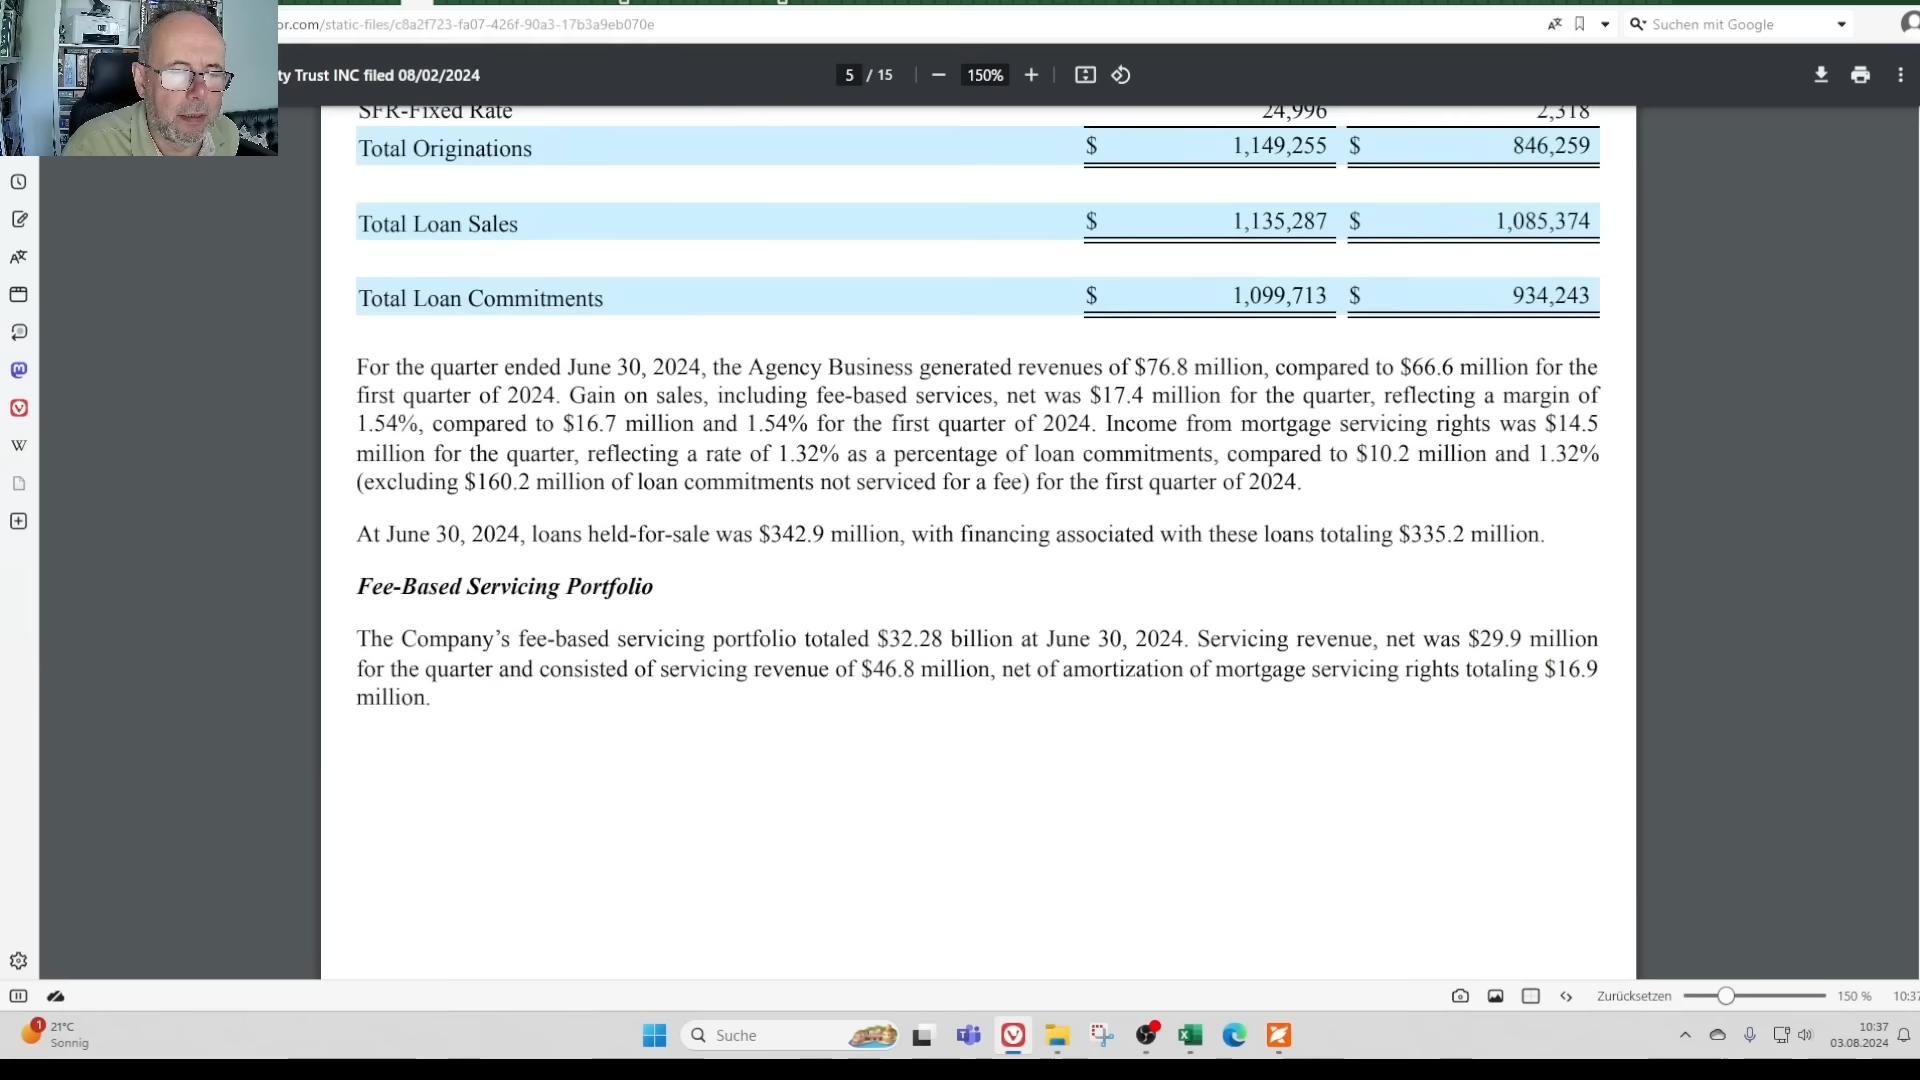 or.com/static-files/c8a2f723-fa07-426f-90a3-17b3a9eb070e
Suchen mit Google
ty Trust INC filed 08/02/2024
5 / 15
150%
SFR-Fixed Rate 24,996 2,318
Total Originations $ 1,149,255 $ 846,259
Total Loan Sales $ 1,135,287 $ 1,085,374
Total Loan Commitments $ 1,099,713 $ 934,243
For the quarter ended June 30, 2024, the Agency Business generated revenues of $76.8 million, compared to $66.6 million for the
first quarter of 2024. Gain on sales, including fee-based services, net was $17.4 million for the quarter, reflecting a margin of
1.54%, compared to $16.7 million and 1.54% for the first quarter of 2024. Income from mortgage servicing rights was $14.5
million for the quarter, reflecting a rate of 1.32% as a percentage of loan commitments, compared to $10.2 million and 1.32%
(excluding $160.2 million of loan commitments not serviced for a fee) for the first quarter of 2024.
At June 30, 2024, loans held-for-sale was $342.9 million, with financing associated with these loans totaling $335.2 million.
Fee-Based Servicing Portfolio
The Company’s fee-based servicing portfolio totaled $32.28 billion at June 30, 2024. Servicing revenue, net was $29.9 million
for the quarter and consisted of servicing revenue of $46.8 million, net of amortization of mortgage servicing rights totaling $16.9
million.
W
Zurücksetzen
150 %
10:37
1
21°C
Sonnig
Suche
10:37
03.08.2024